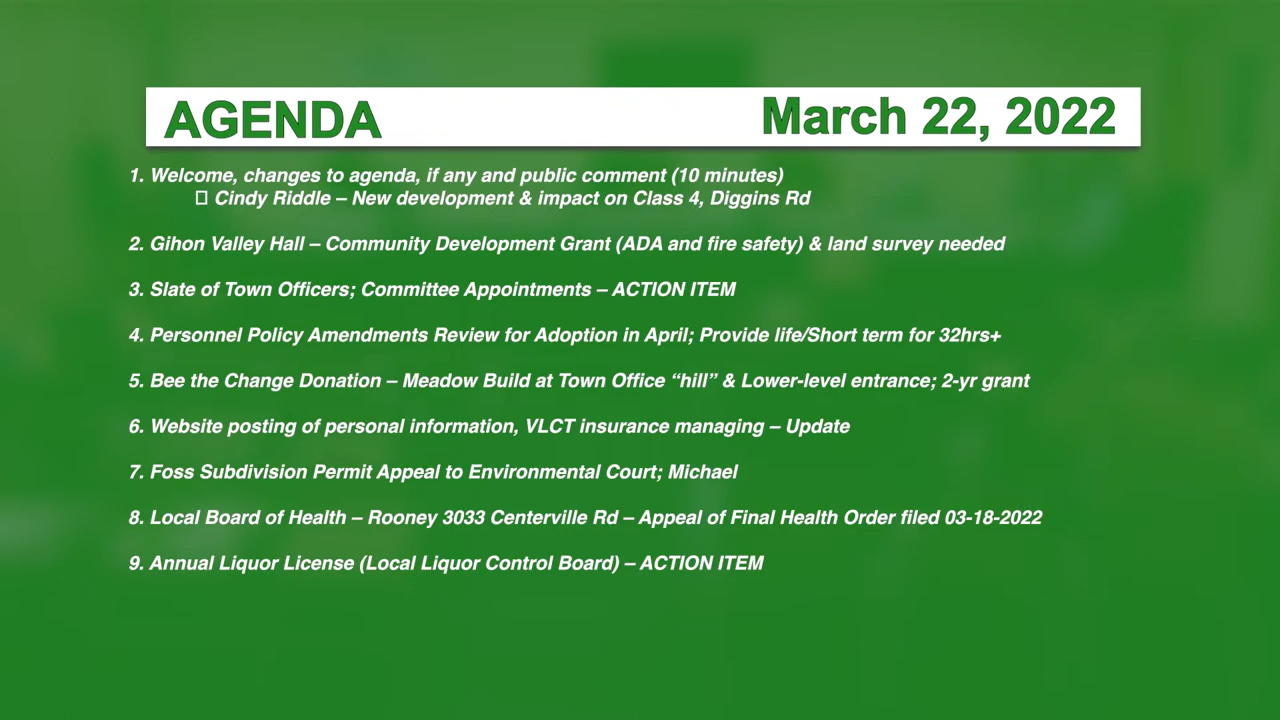 AGENDA March 22, 2022
1. Welcome, changes to agenda, if any and public comment (10 minutes)
▯ Cindy Riddle – New development & impact on Class 4, Diggins Rd
2. Gihon Valley Hall – Community Development Grant (ADA and fire safety) & land survey needed
3. Slate of Town Officers; Committee Appointments – ACTION ITEM
4. Personnel Policy Amendments Review for Adoption in April; Provide life/Short term for 32hrs+
5. Bee the Change Donation – Meadow Build at Town Office “hill” & Lower-level entrance; 2-yr grant
6. Website posting of personal information, VLCT insurance managing – Update
7. Foss Subdivision Permit Appeal to Environmental Court; Michael
8. Local Board of Health – Rooney 3033 Centerville Rd – Appeal of Final Health Order filed 03-18-2022
9. Annual Liquor License (Local Liquor Control Board) – ACTION ITEM